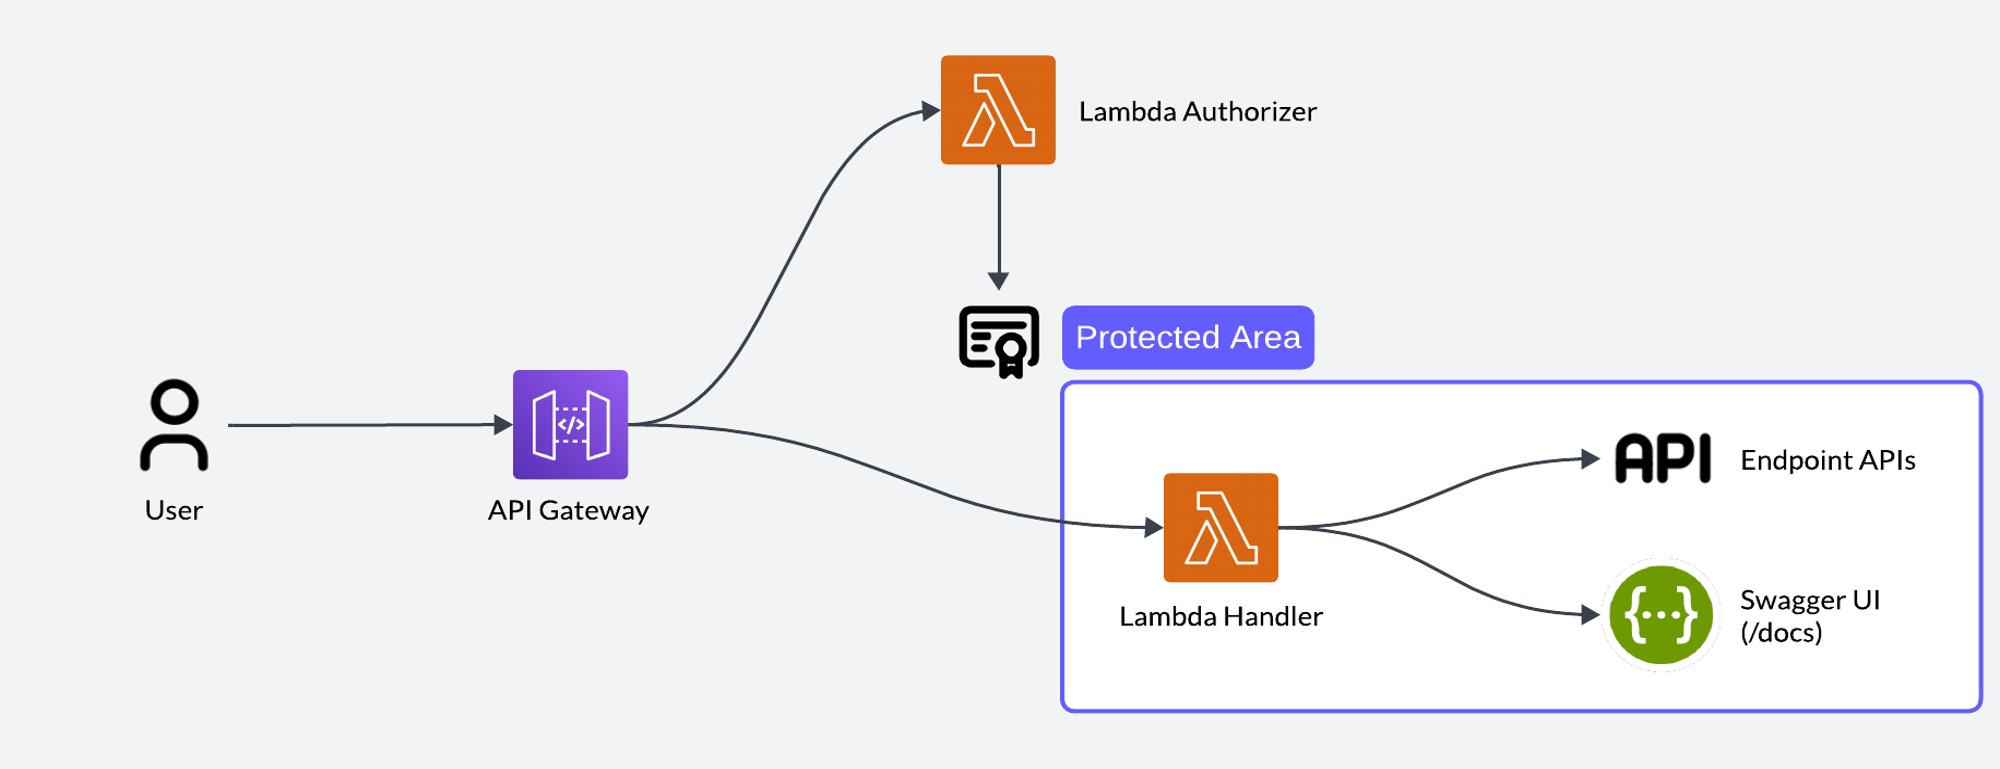 Lambda Authorizer
Protected Area
User
API Gateway
</>
Lambda Handler
API
Endpoint APIs
{...}
Swagger UI
(/docs)